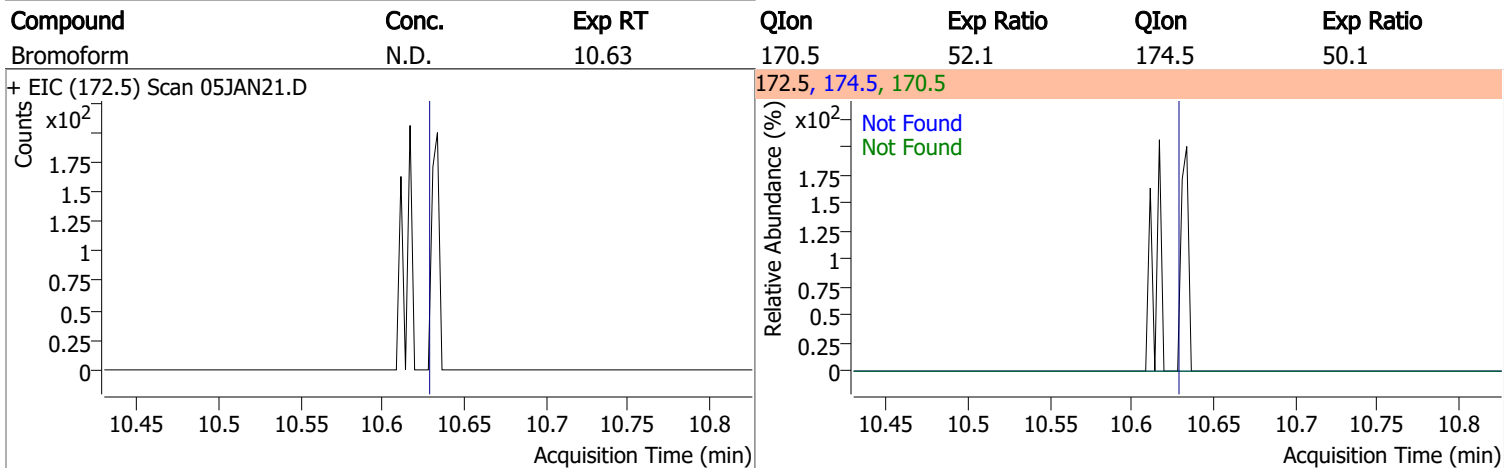 Compound Conc. Exp RT QIon Exp Ratio QIon Exp Ratio
Bromoform N.D. 10.63 170.5 52.1 174.5 50.1
+ EIC (172.5) Scan 05JAN21.D
Counts
x10²
1.75
1.5
1.25
1
0.75
0.5
0.25
0
10.45 10.5 10.55 10.6 10.65 10.7 10.75 10.8
Acquisition Time (min)
172.5, 174.5, 170.5
Relative Abundance (%)
x10²
Not Found
Not Found
1.75
1.5
1.25
1
0.75
0.5
0.25
0
10.45 10.5 10.55 10.6 10.65 10.7 10.75 10.8
Acquisition Time (min)